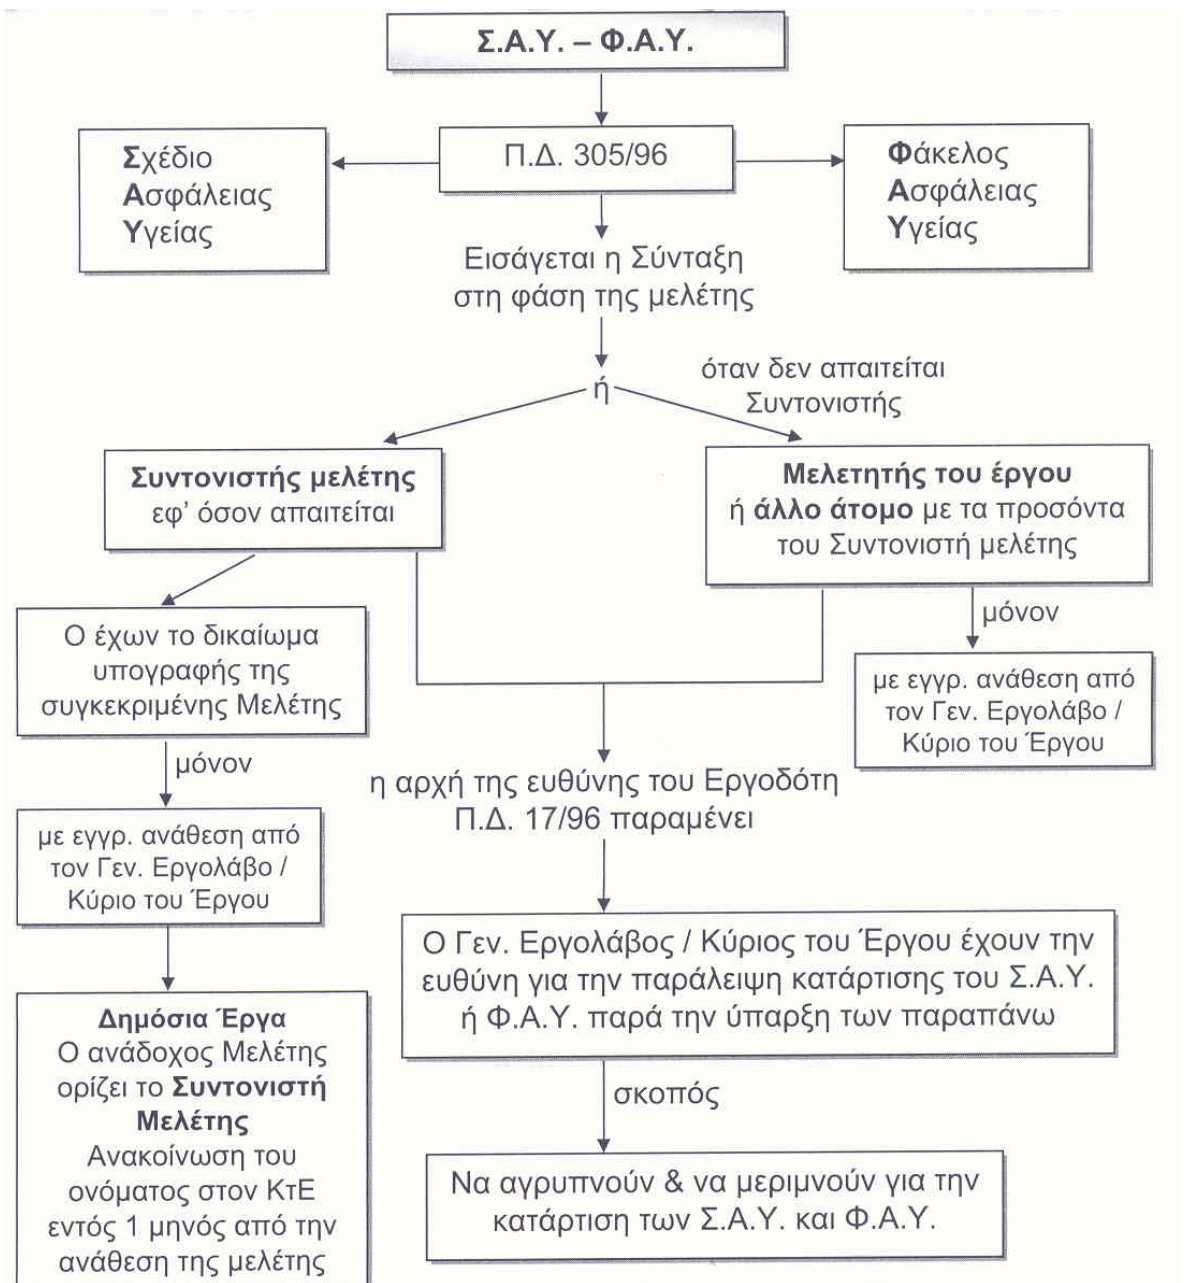 Σ.Α.Υ. – Φ.Α.Υ.
Π.Δ. 305/96
Σχέδιο
Ασφάλειας
Υγείας
Φάκελος
Ασφάλειας
Υγείας
Εισάγεται η Σύνταξη
στη φάση της μελέτης
ή
όταν δεν απαιτείται
Συντονιστής
Συντονιστής μελέτης
εφ’ όσον απαιτείται
Μελετητής του έργου
ή άλλο άτομο με τα προσόντα
του Συντονιστή μελέτης
Ο έχων το δικαίωμα
υπογραφής της
συγκεκριμένης Μελέτης
μόνον
με εγγρ. ανάθεση από
τον Γεν. Εργολάβο /
Κύριο του Έργου
μόνον
με εγγρ. ανάθεση από
τον Γεν. Εργολάβο /
Κύριο του Έργου
η αρχή της ευθύνης του Εργοδότη
Π.Δ. 17/96 παραμένει
Ο Γεν. Εργολάβος / Κύριος του Έργου έχουν την
ευθύνη για την παράλειψη κατάρτισης του Σ.Α.Υ.
ή Φ.Α.Υ. παρά την ύπαρξη των παραπάνω
Δημόσια Έργα
Ο ανάδοχος Μελέτης
ορίζει το Συντονιστή
Μελέτης
Ανακοίνωση του
ονόματος στον ΚτΕ
εντός 1 μηνός από την
ανάθεση της μελέτης
σκοπός
Να αγρυπνούν & να μεριμνούν για την
κατάρτιση των Σ.Α.Υ. και Φ.Α.Υ.